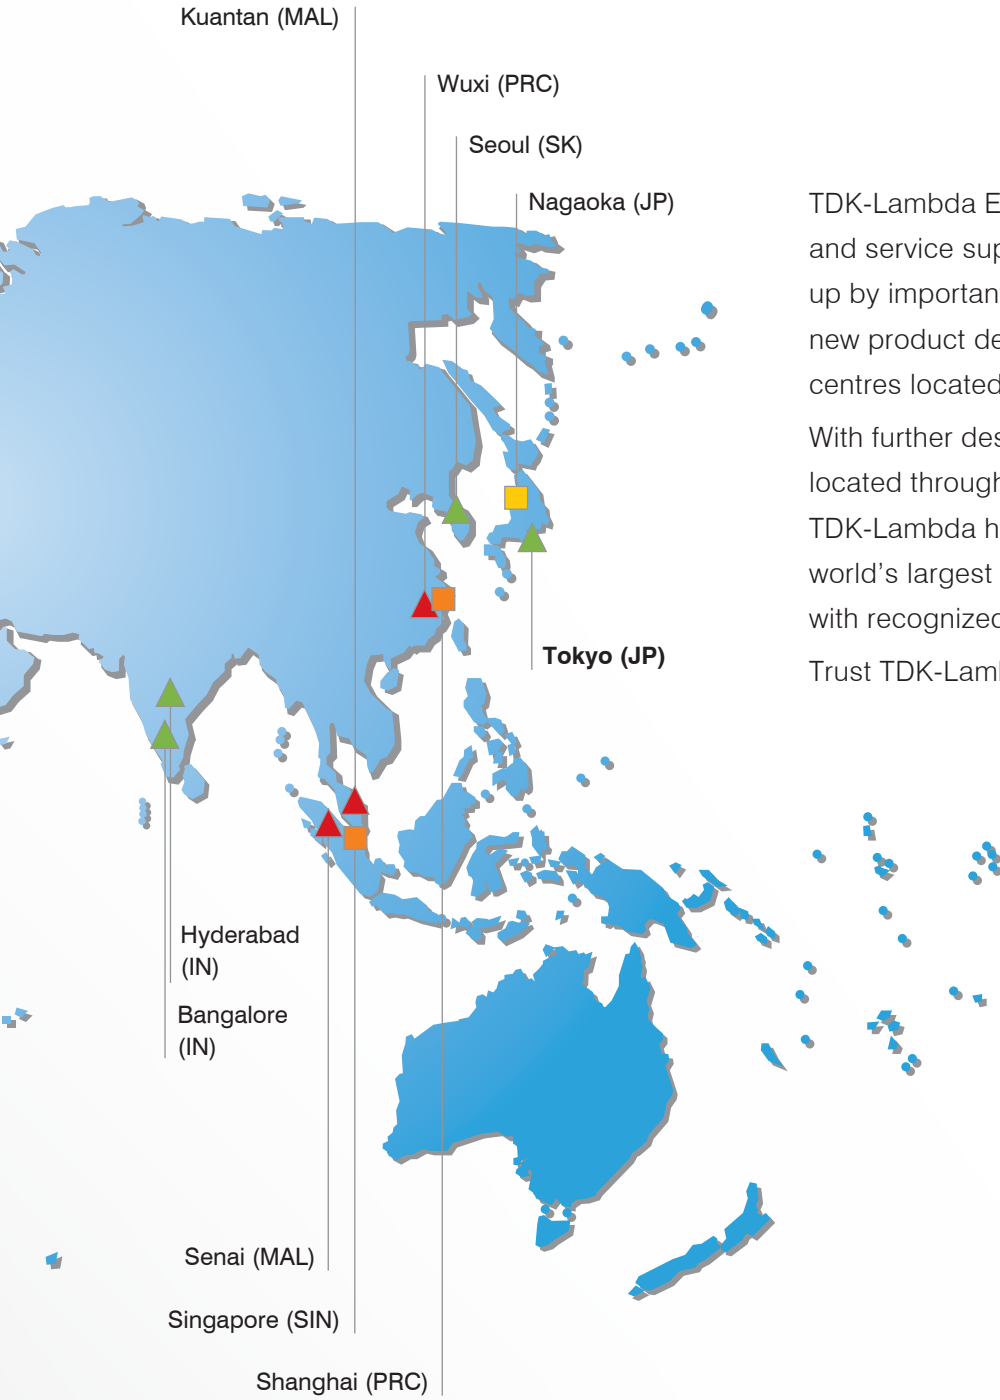 Kuantan (MAL)
Wuxi (PRC)
Seoul (SK)
Nagaoka (JP)
Tokyo (JP)
Hyderabad
(IN)
Bangalore
(IN)
Senai (MAL)
Singapore (SIN)
Shanghai (PRC)
TDK-Lambda E
and service sup
up by importan
new product de
centres located
With further des
located through
TDK-Lambda h
world’s largest
with recognized
Trust TDK-Lam